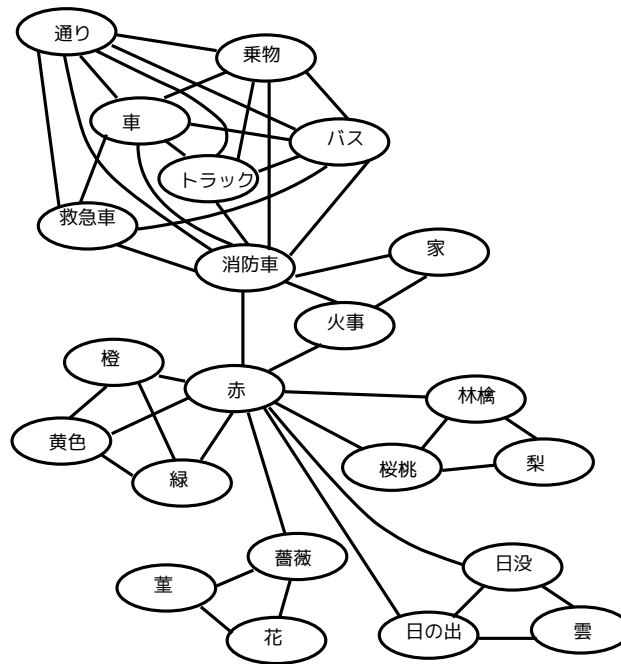 通り
乗物
車
バス
トラック
救急車
消防車
家
火事
橙
赤
林檎
黄色
緑
桜桃
梨
薔薇
日没
菫
花
日の出
雲